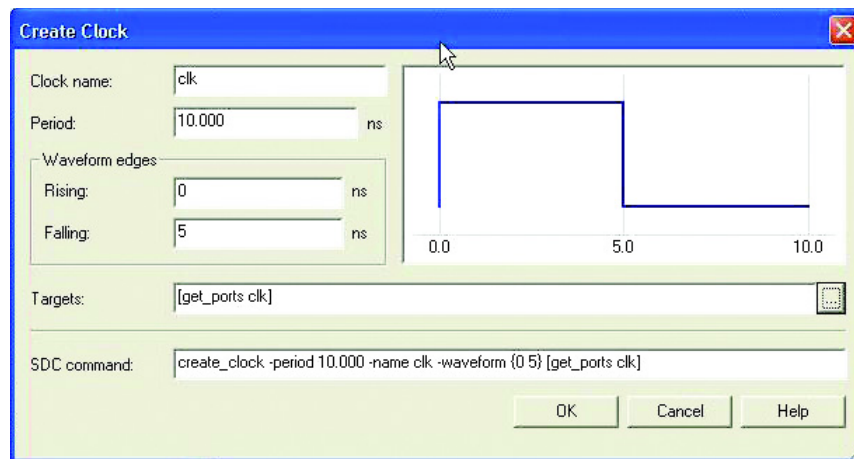 Create Clock
Clock name: clk
Period: 10.000 ns
Waveform edges
Rising: 0 ns
Falling: 5 ns
0.0 5.0 10.0
Targets: [get_ports clk] ...
SDC command: create_clock -period 10.000 -name clk -waveform {0 5} [get_ports clk]
OK Cancel Help